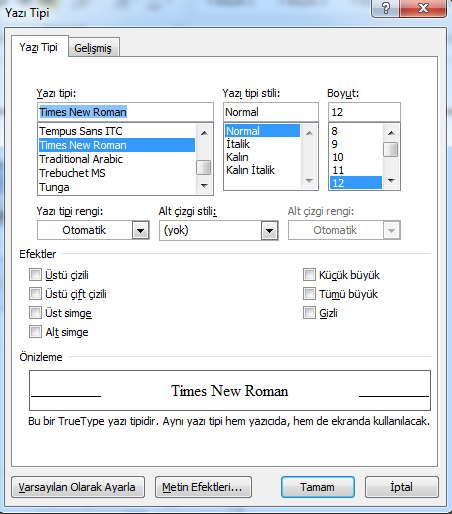 Yazı Tipi
Yazı Tipi Gelişmiş
Yazı tipi: Yazı tipi stili: Boyut:
Times New Roman Normal 12
Tempus Sans ITC Normal 8
Times New Roman İtalik 9
Traditional Arabic Kalın 10
Trebuchet MS Kalın İtalik 11
Tunga 12
Yazı tipi rengi: Alt çizgi stili: Alt çizgi rengi:
Otomatik (yok) Otomatik
Efektler
Üstü çizili Küçük büyük
Üstü çift çizili Tümü büyük
Üst simge Gizli
Alt simge
Önizleme
Times New Roman
Bu bir TrueType yazı tipidir. Aynı yazı tipi hem yazıcıda, hem de ekranda kullanılacak.
Varsayılan Olarak Ayarla Metin Efektleri... Tamam İptal